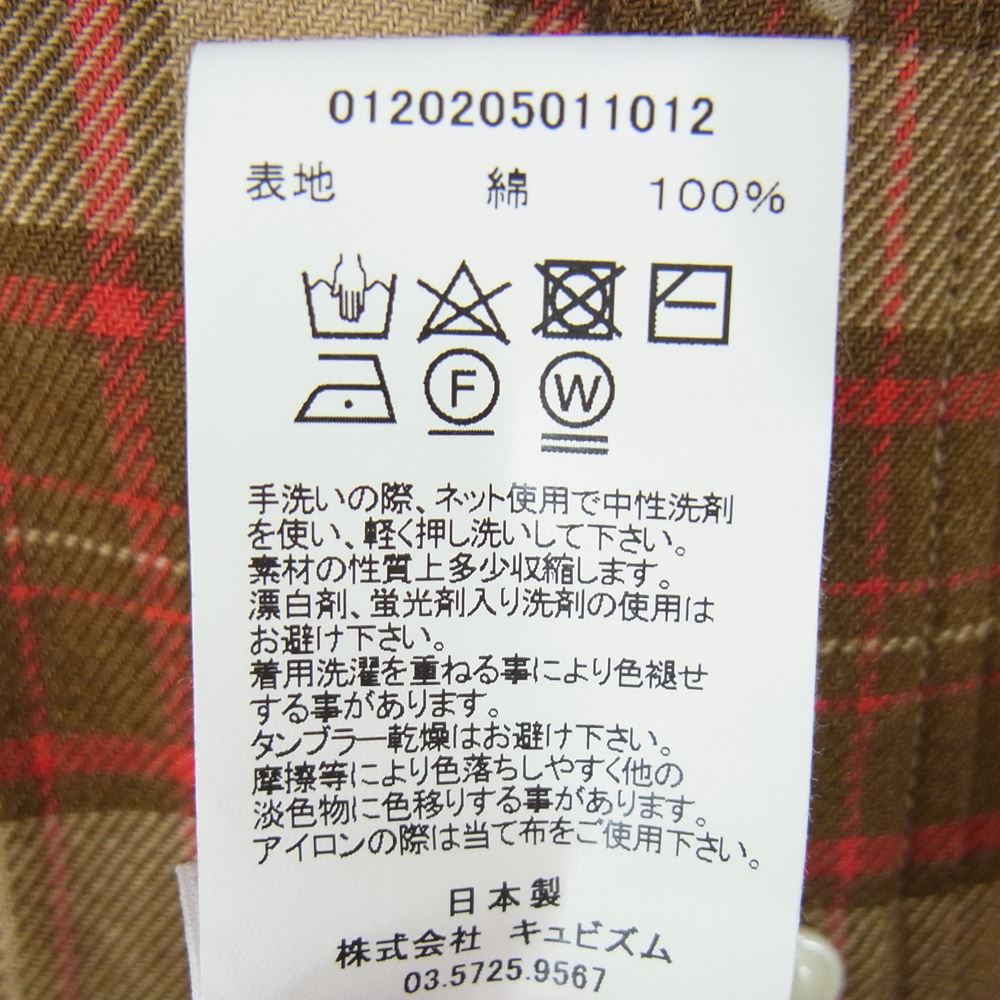 0120205011012
表地 綿 100%
F W
手洗いの際、ネット使用で中性洗剤
を使い、軽く押し洗いして下さい。
素材の性質上多少収縮します。
漂白剤、蛍光剤入り洗剤の使用は
お避け下さい。
着用洗濯を重ねる事により色褪せ
する事があります。
タンブラー乾燥はお避け下さい。
摩擦等により色落ちしやすく他の
淡色物に色移りする事があります。
アイロンの際は当て布をご使用下さい。
日本製
株式会社 キュビズム
03.5725.9567